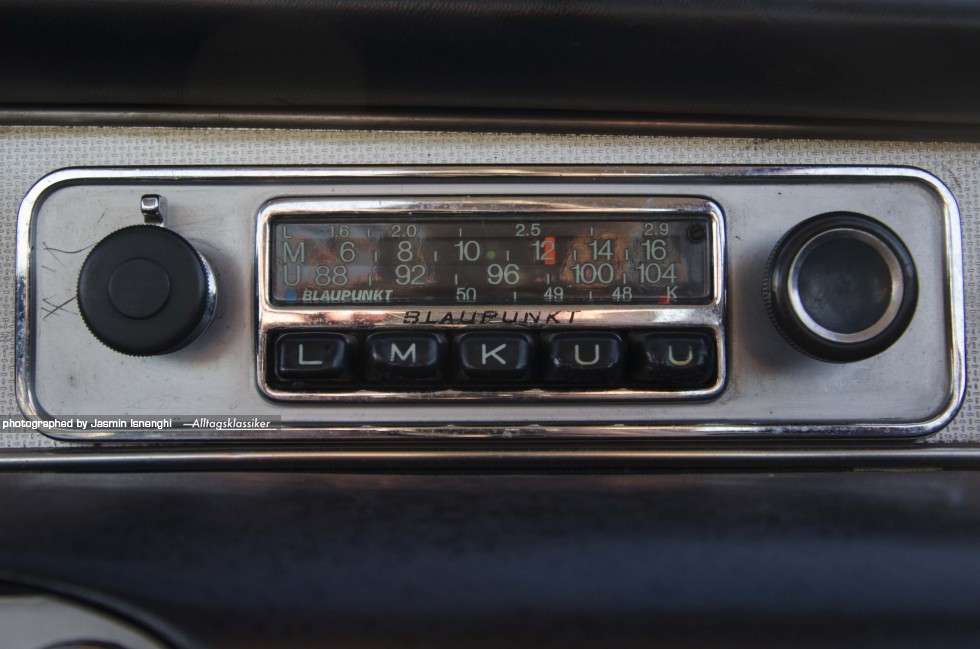 L 1.6 2.0 2.5 2.9
M 6 8 10 12 14 16
U 88 92 96 100 104
BLAUPUNKT 50 49 48 K
BLAUPUNKT
L M K U U
photographed by Jasmin Isnenghi —Alltagsklassiker